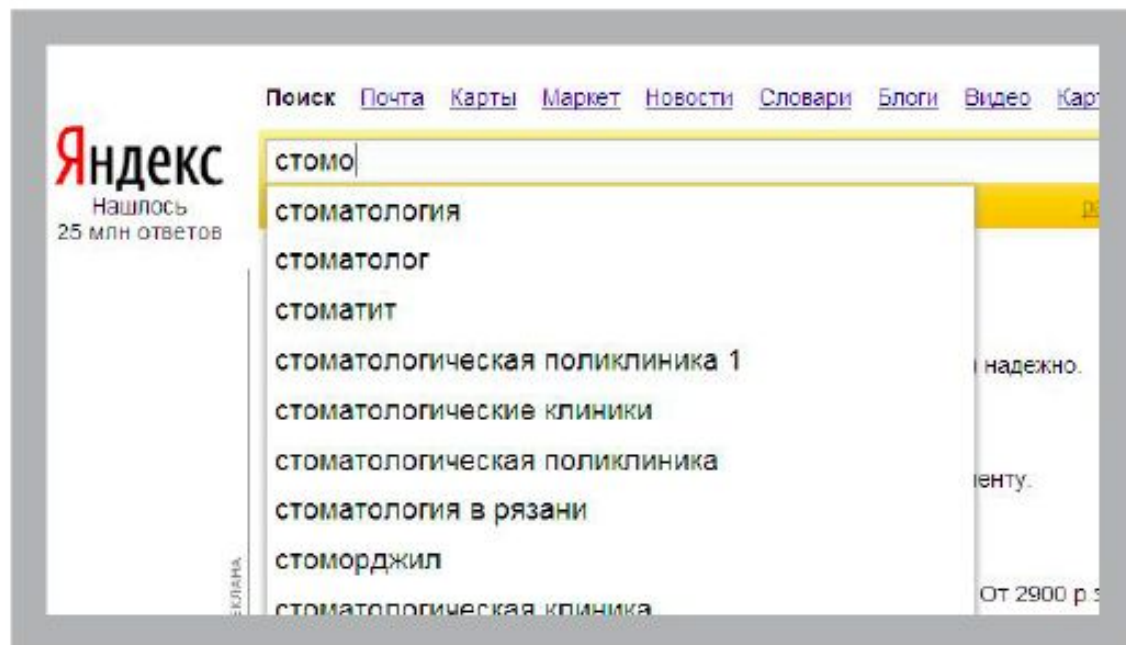 Поиск Почта Карты Маркет Новости Словари Блоги Видео
Яндекс
стомо
Нашлось
25 млн ответов
стоматология
стоматолог
стоматит
стоматологическая поликлиника 1
надежно.
стоматологические клиники
стоматологическая поликлиника
стоматология в рязани
стоморджил
От 2900 р
стоматологическая клиника